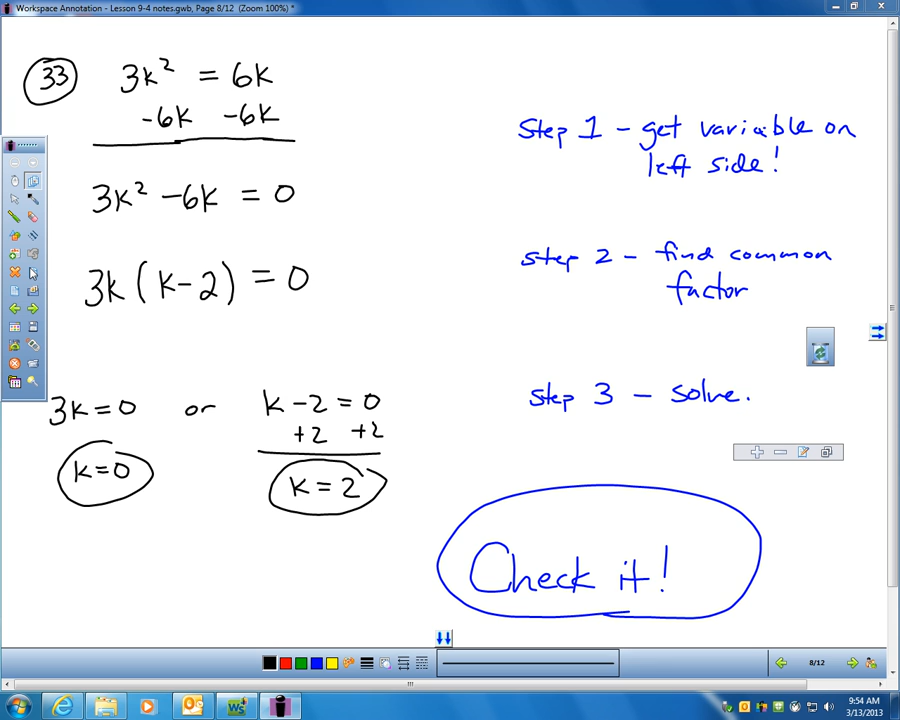 Workspace Annotation - Lesson 9-4 notes.gwb, Page 8/12 (Zoom 100%) *
33 3k² = 6k
-6k -6k
3k² -6k = 0
3k (k-2) = 0
3k=0 or k-2=0
+2 +2
k=0
k=2
Step 1 - get variable on
left side!
step 2 - find common
factor
step 3 - solve.
Check it!
8/12
9:54 AM
3/13/2013